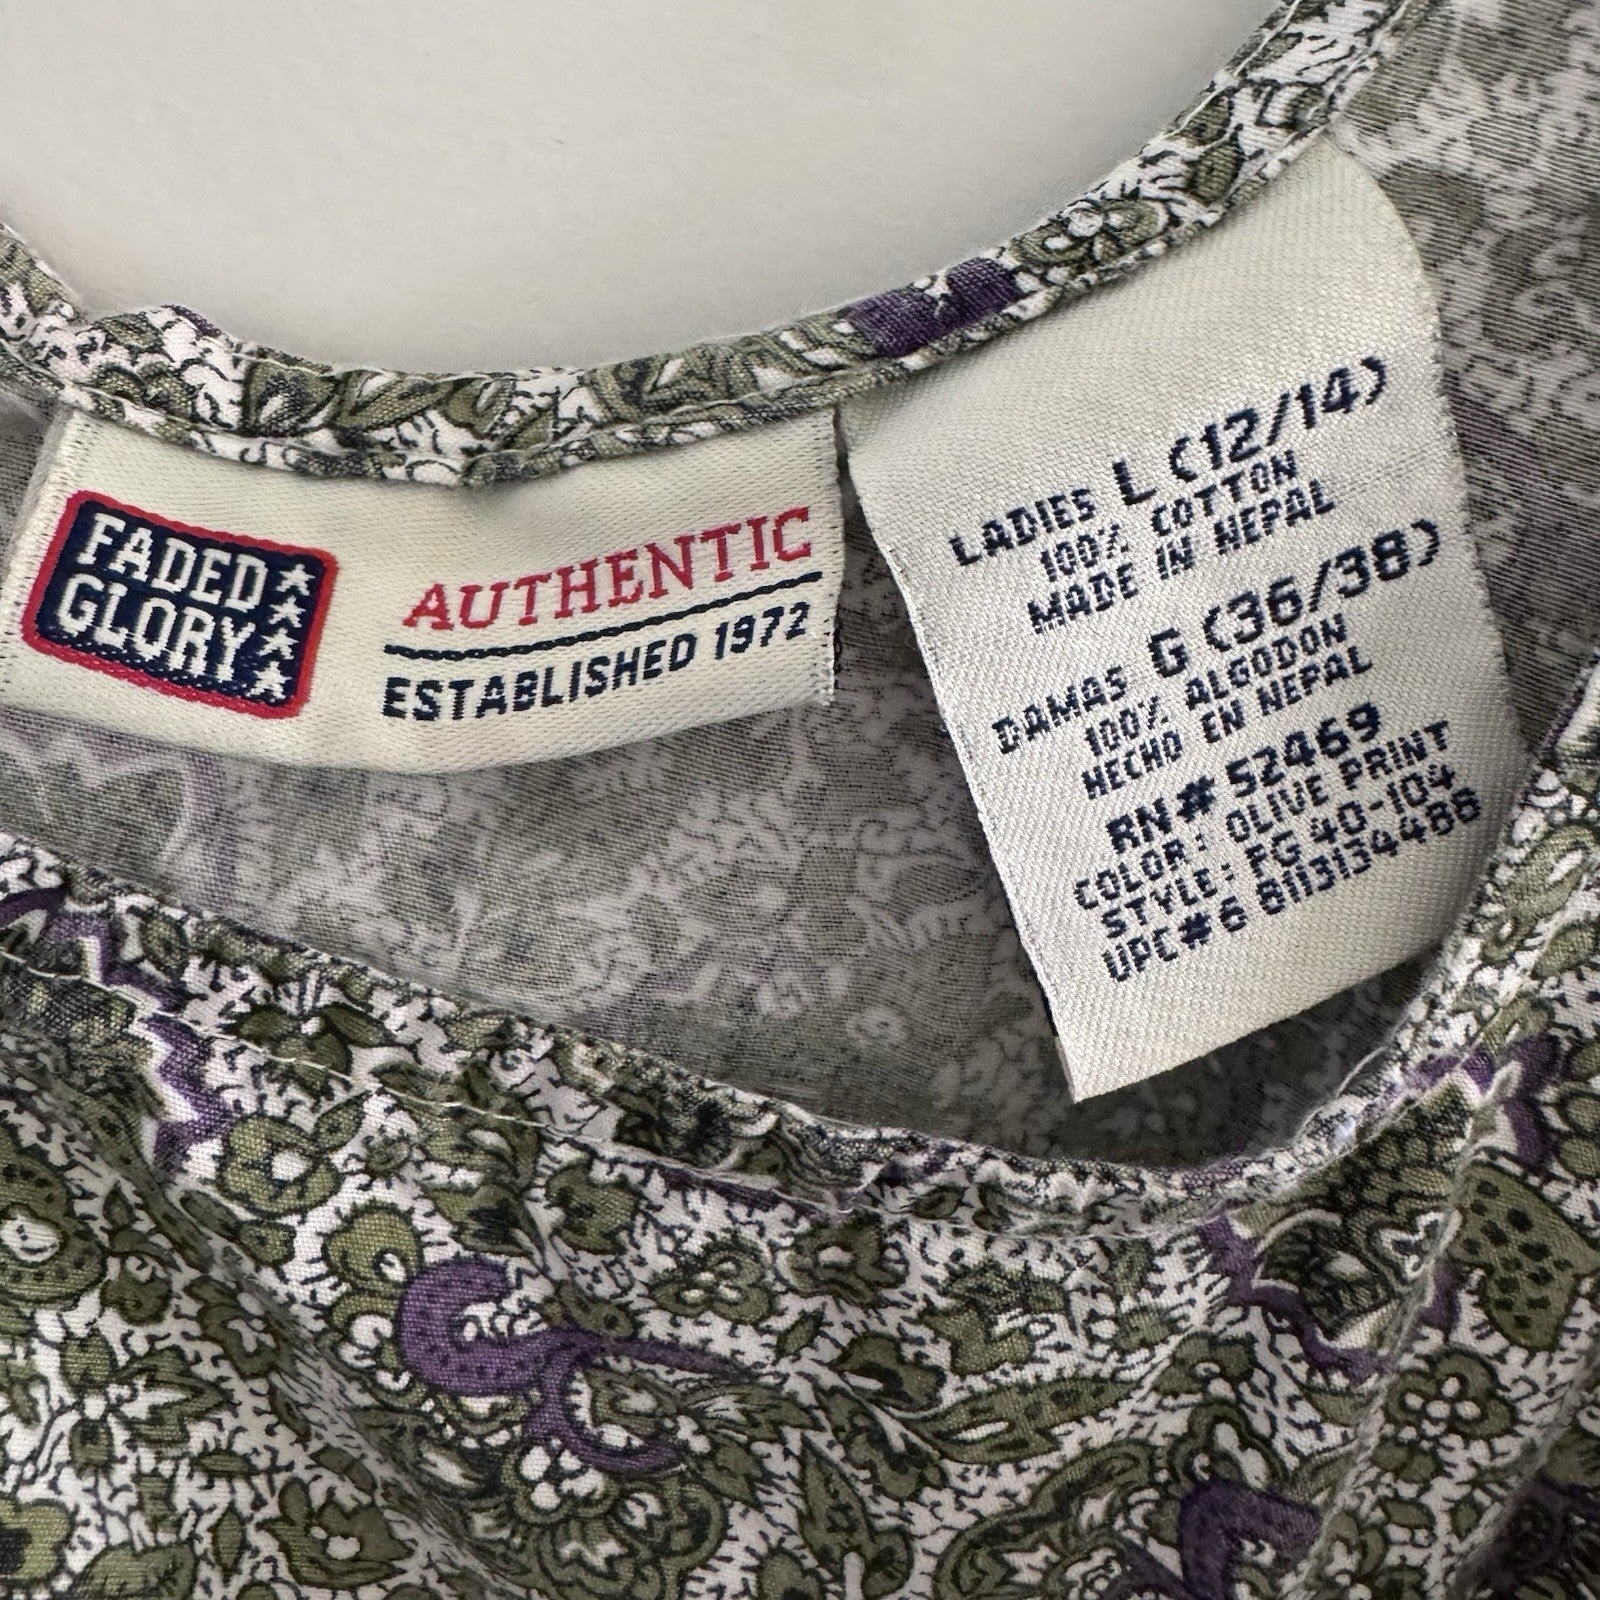 FADED
GLORY
AUTHENTIC
ESTABLISHED 1972
LADIES L (12/14)
100% COTTON
MADE IN NEPAL
DAMAS G (36/38)
100% ALGODON
HECHO EN NEPAL
RN# 52469
COLOR: OLIVE PRINT
STYLE: FG 40-104
UPC#6 8113134486